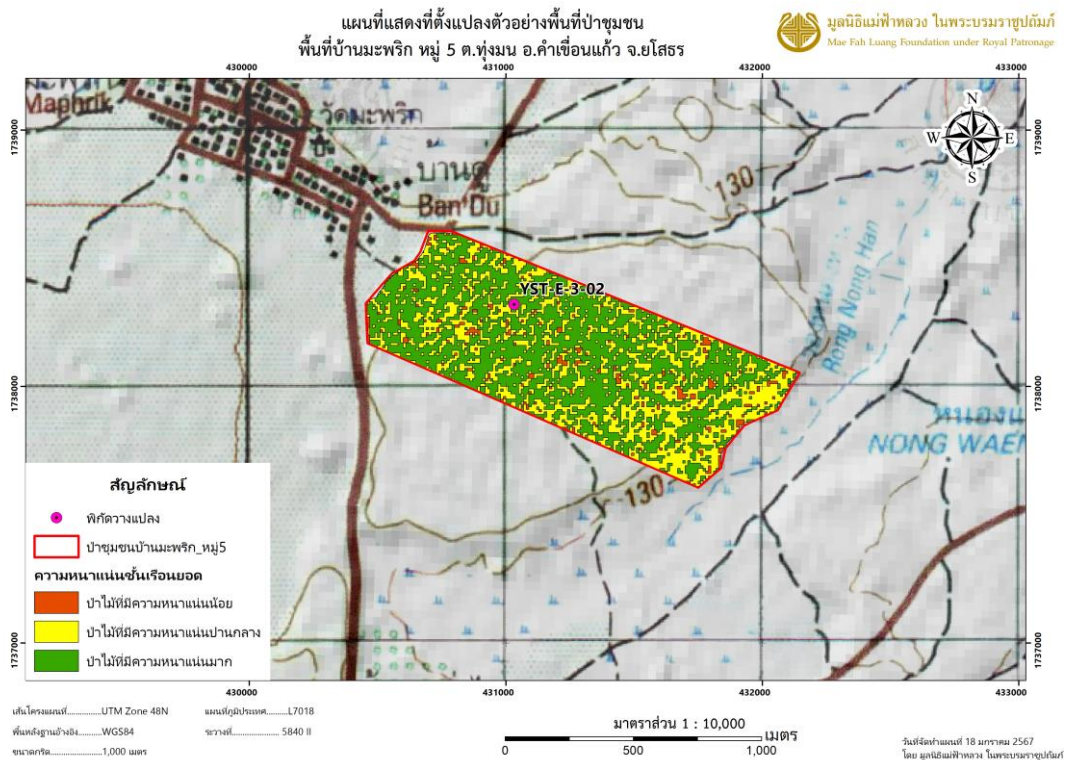 แผนที่แสดงที่ตั้งแปลงตัวอย่างพื้นที่ป่าชุมชน
พื้นที่บ้านมะพริก หมู่ 5 ต.ทุ่งมน อ.คำเขื่อนแก้ว จ.ยโสธร
มูลนิธิแม่ฟ้าหลวง ในพระบรมราชูปถัมภ์
Mae Fah Luang Foundation under Royal Patronage
430000 431000 432000 433000
1739000 1739000
1738000 1738000
1737000 1737000
N
W E
S
Maphrik
วัดมะพริก
บ้านดู่
Ban Du
130
YST-E-3-02
Rong Nong Han
NONG WAEN
130
สัญลักษณ์
พิกัดวางแปลง
ป่าชุมชนบ้านมะพริก_หมู่5
ความหนาแน่นชั้นเรือนยอด
ป่าไม้ที่มีความหนาแน่นน้อย
ป่าไม้ที่มีความหนาแน่นปานกลาง
ป่าไม้ที่มีความหนาแน่นมาก
430000 431000 432000 433000
เส้นโครงแผนที่..............UTM Zone 48N
พื้นหลักฐานอ้างอิง.........WGS84
ขนาดกริด.....................1,000 เมตร
แผนที่ภูมิประเทศ..........L7018
ระวางที่.................. 5840 II
มาตราส่วน 1 : 10,000
0 500 1,000 เมตร
วันที่จัดทำแผนที่ 18 มกราคม 2567
โดย มูลนิธิแม่ฟ้าหลวง ในพระบรมราชูปถัมภ์